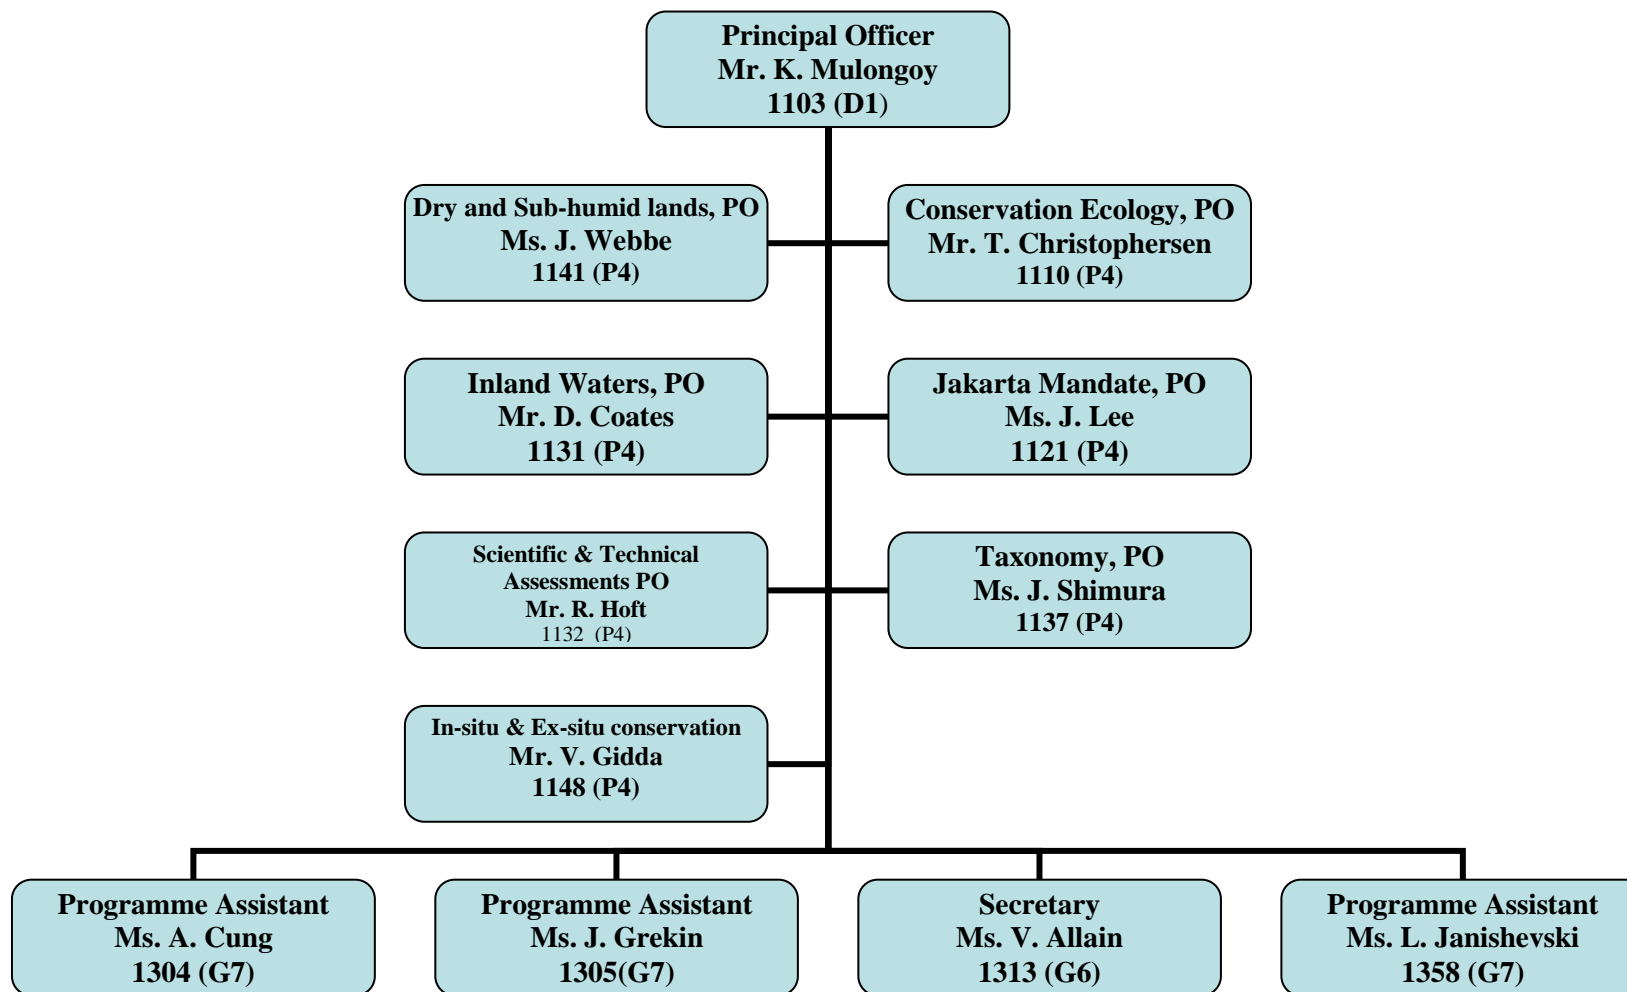 Principal Officer
Mr. K. Mulongoy
1103 (D1)
Dry and Sub-humid lands, PO
Ms. J. Webbe
1141 (P4)
Conservation Ecology, PO
Mr. T. Christophersen
1110 (P4)
Inland Waters, PO
Mr. D. Coates
1131 (P4)
Jakarta Mandate, PO
Ms. J. Lee
1121 (P4)
Scientific & Technical
Assessments PO
Mr. R. Hoft
1132 (P4)
Taxonomy, PO
Ms. J. Shimura
1137 (P4)
In-situ & Ex-situ conservation
Mr. V. Gidda
1148 (P4)
Programme Assistant
Ms. A. Cung
1304 (G7)
Programme Assistant
Ms. J. Grekin
1305(G7)
Secretary
Ms. V. Allain
1313 (G6)
Programme Assistant
Ms. L. Janishevski
1358 (G7)